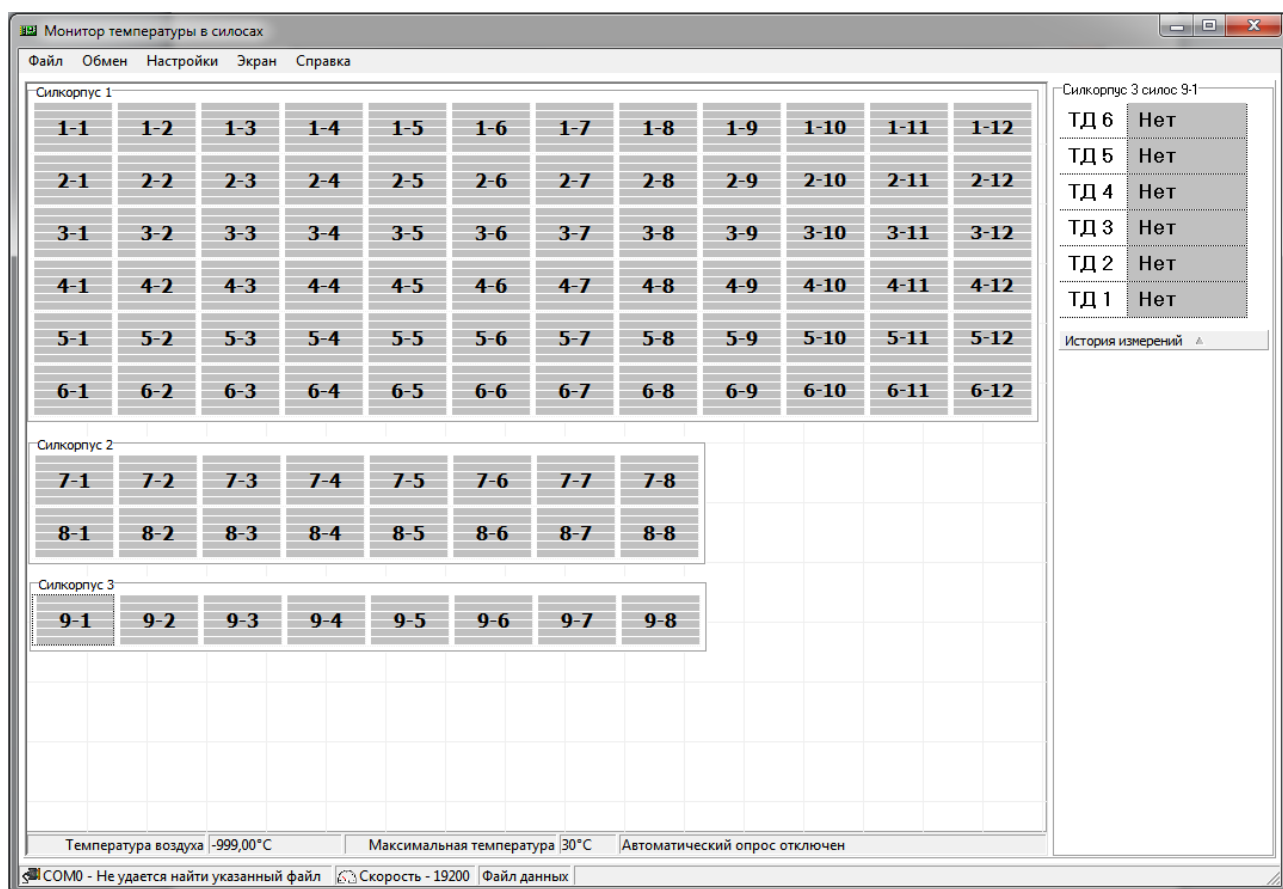 Монитор температуры в силосах
Файл Обмен Настройки Экран Справка
Силкорпус 1
1-1 1-2 1-3 1-4 1-5 1-6 1-7 1-8 1-9 1-10 1-11 1-12
2-1 2-2 2-3 2-4 2-5 2-6 2-7 2-8 2-9 2-10 2-11 2-12
3-1 3-2 3-3 3-4 3-5 3-6 3-7 3-8 3-9 3-10 3-11 3-12
4-1 4-2 4-3 4-4 4-5 4-6 4-7 4-8 4-9 4-10 4-11 4-12
5-1 5-2 5-3 5-4 5-5 5-6 5-7 5-8 5-9 5-10 5-11 5-12
6-1 6-2 6-3 6-4 6-5 6-6 6-7 6-8 6-9 6-10 6-11 6-12
Силкорпус 2
7-1 7-2 7-3 7-4 7-5 7-6 7-7 7-8
8-1 8-2 8-3 8-4 8-5 8-6 8-7 8-8
Силкорпус 3
9-1 9-2 9-3 9-4 9-5 9-6 9-7 9-8
Силкорпус 3 силос 9-1
ТД 6 Нет
ТД 5 Нет
ТД 4 Нет
ТД 3 Нет
ТД 2 Нет
ТД 1 Нет
История измерений
Температура воздуха -999,00°C Максимальная температура 30°C Автоматический опрос отключен
COM0 - Не удается найти указанный файл Скорость - 19200 Файл данных